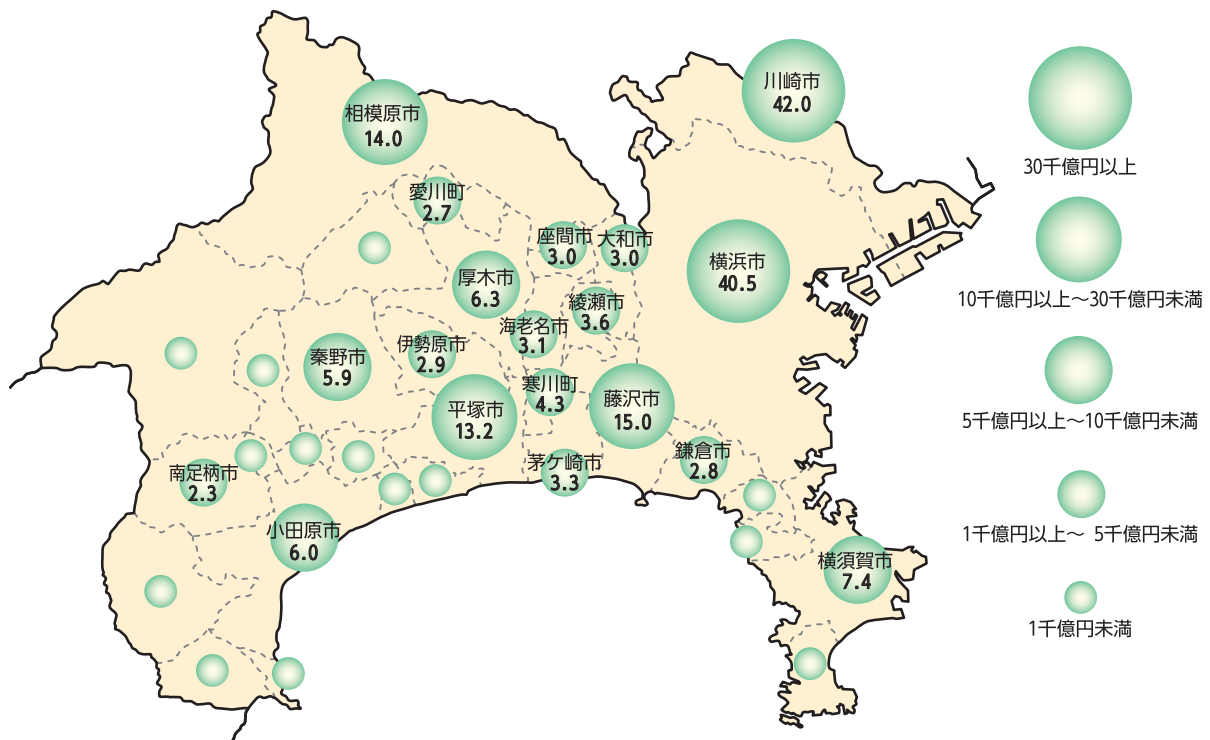 川崎市
42.0
相模原市
14.0
愛川町
2.7
座間市
3.0
大和市
3.0
横浜市
40.5
厚木市
6.3
綾瀬市
3.6
海老名市
3.1
伊勢原市
2.9
秦野市
5.9
寒川町
4.3
藤沢市
15.0
平塚市
13.2
鎌倉市
2.8
茅ケ崎市
3.3
南足柄市
2.3
小田原市
6.0
横須賀市
7.4
30千億円以上
10千億円以上～30千億円未満
5千億円以上～10千億円未満
1千億円以上～ 5千億円未満
1千億円未満